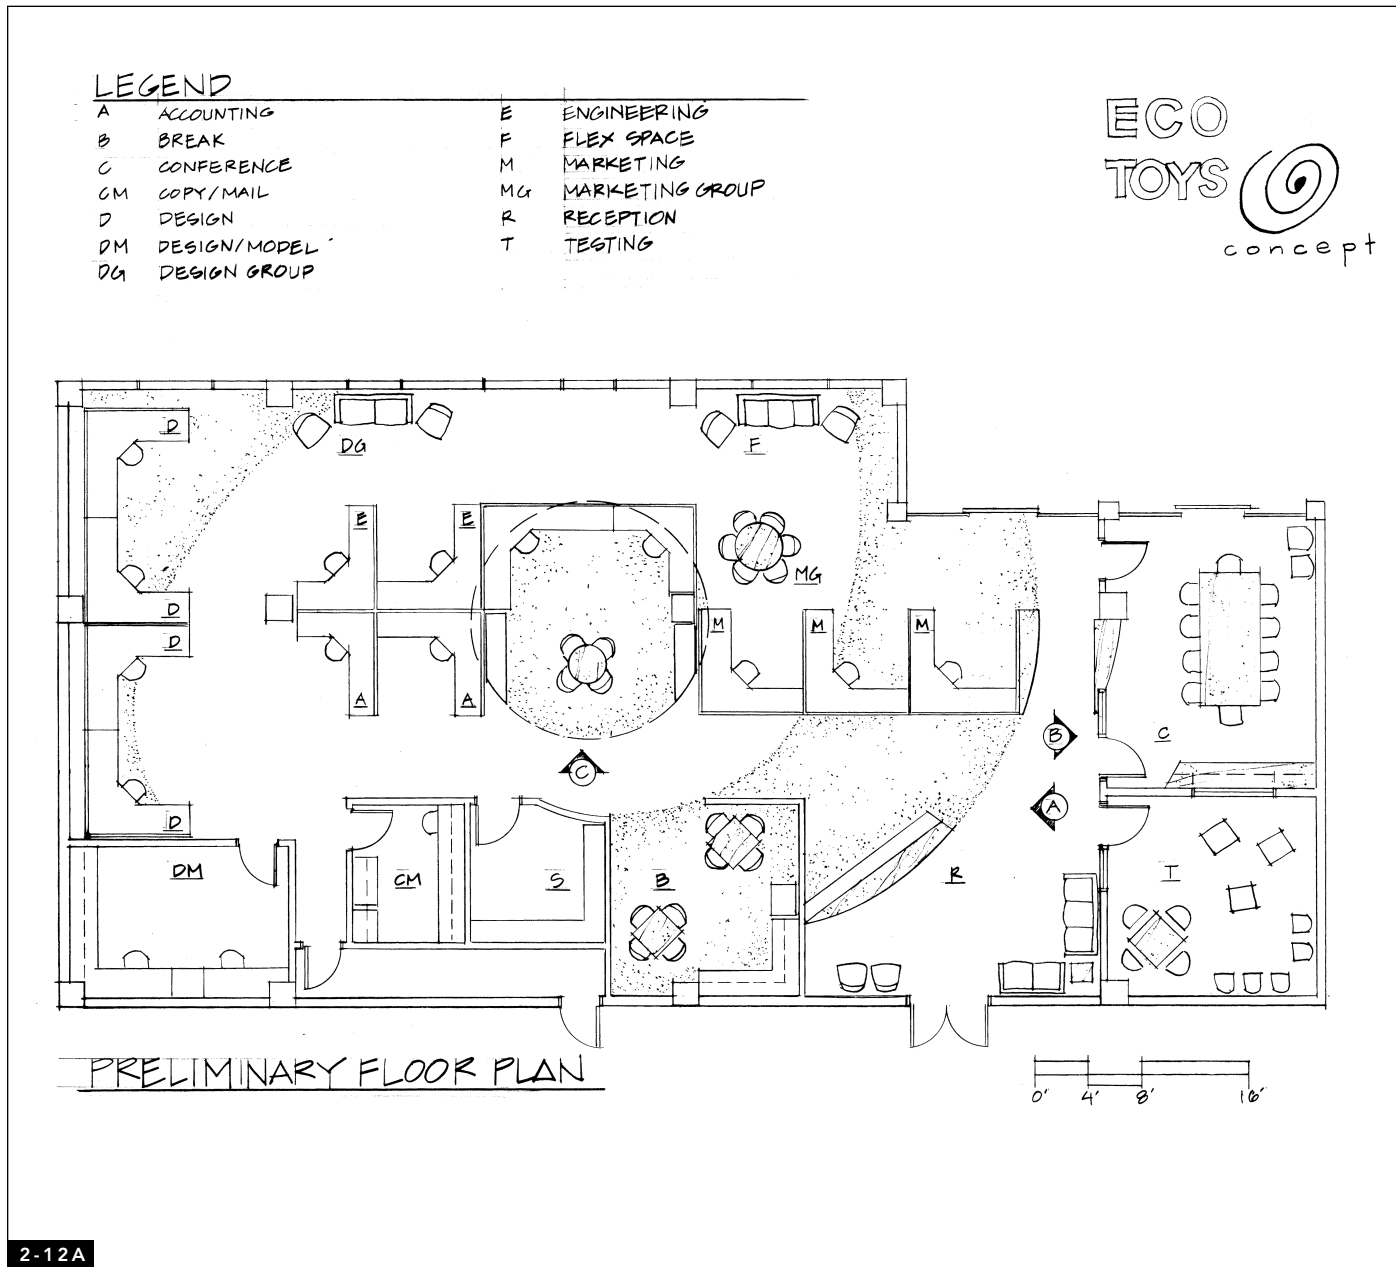 LEGEND
A ACCOUNTING
B BREAK
C CONFERENCE
CM COPY/MAIL
D DESIGN
DM DESIGN/MODEL
DG DESIGN GROUP
E ENGINEERING
F FLEX SPACE
M MARKETING
MG MARKETING GROUP
R RECEPTION
T TESTING
ECO
TOYS
concept
D
DG
F
E
E
MG
D
M
M
M
D
A
A
C
B
C
A
D
DM
CM
S
B
R
T
PRELIMINARY FLOOR PLAN
0' 4' 8' 16'
2-12A